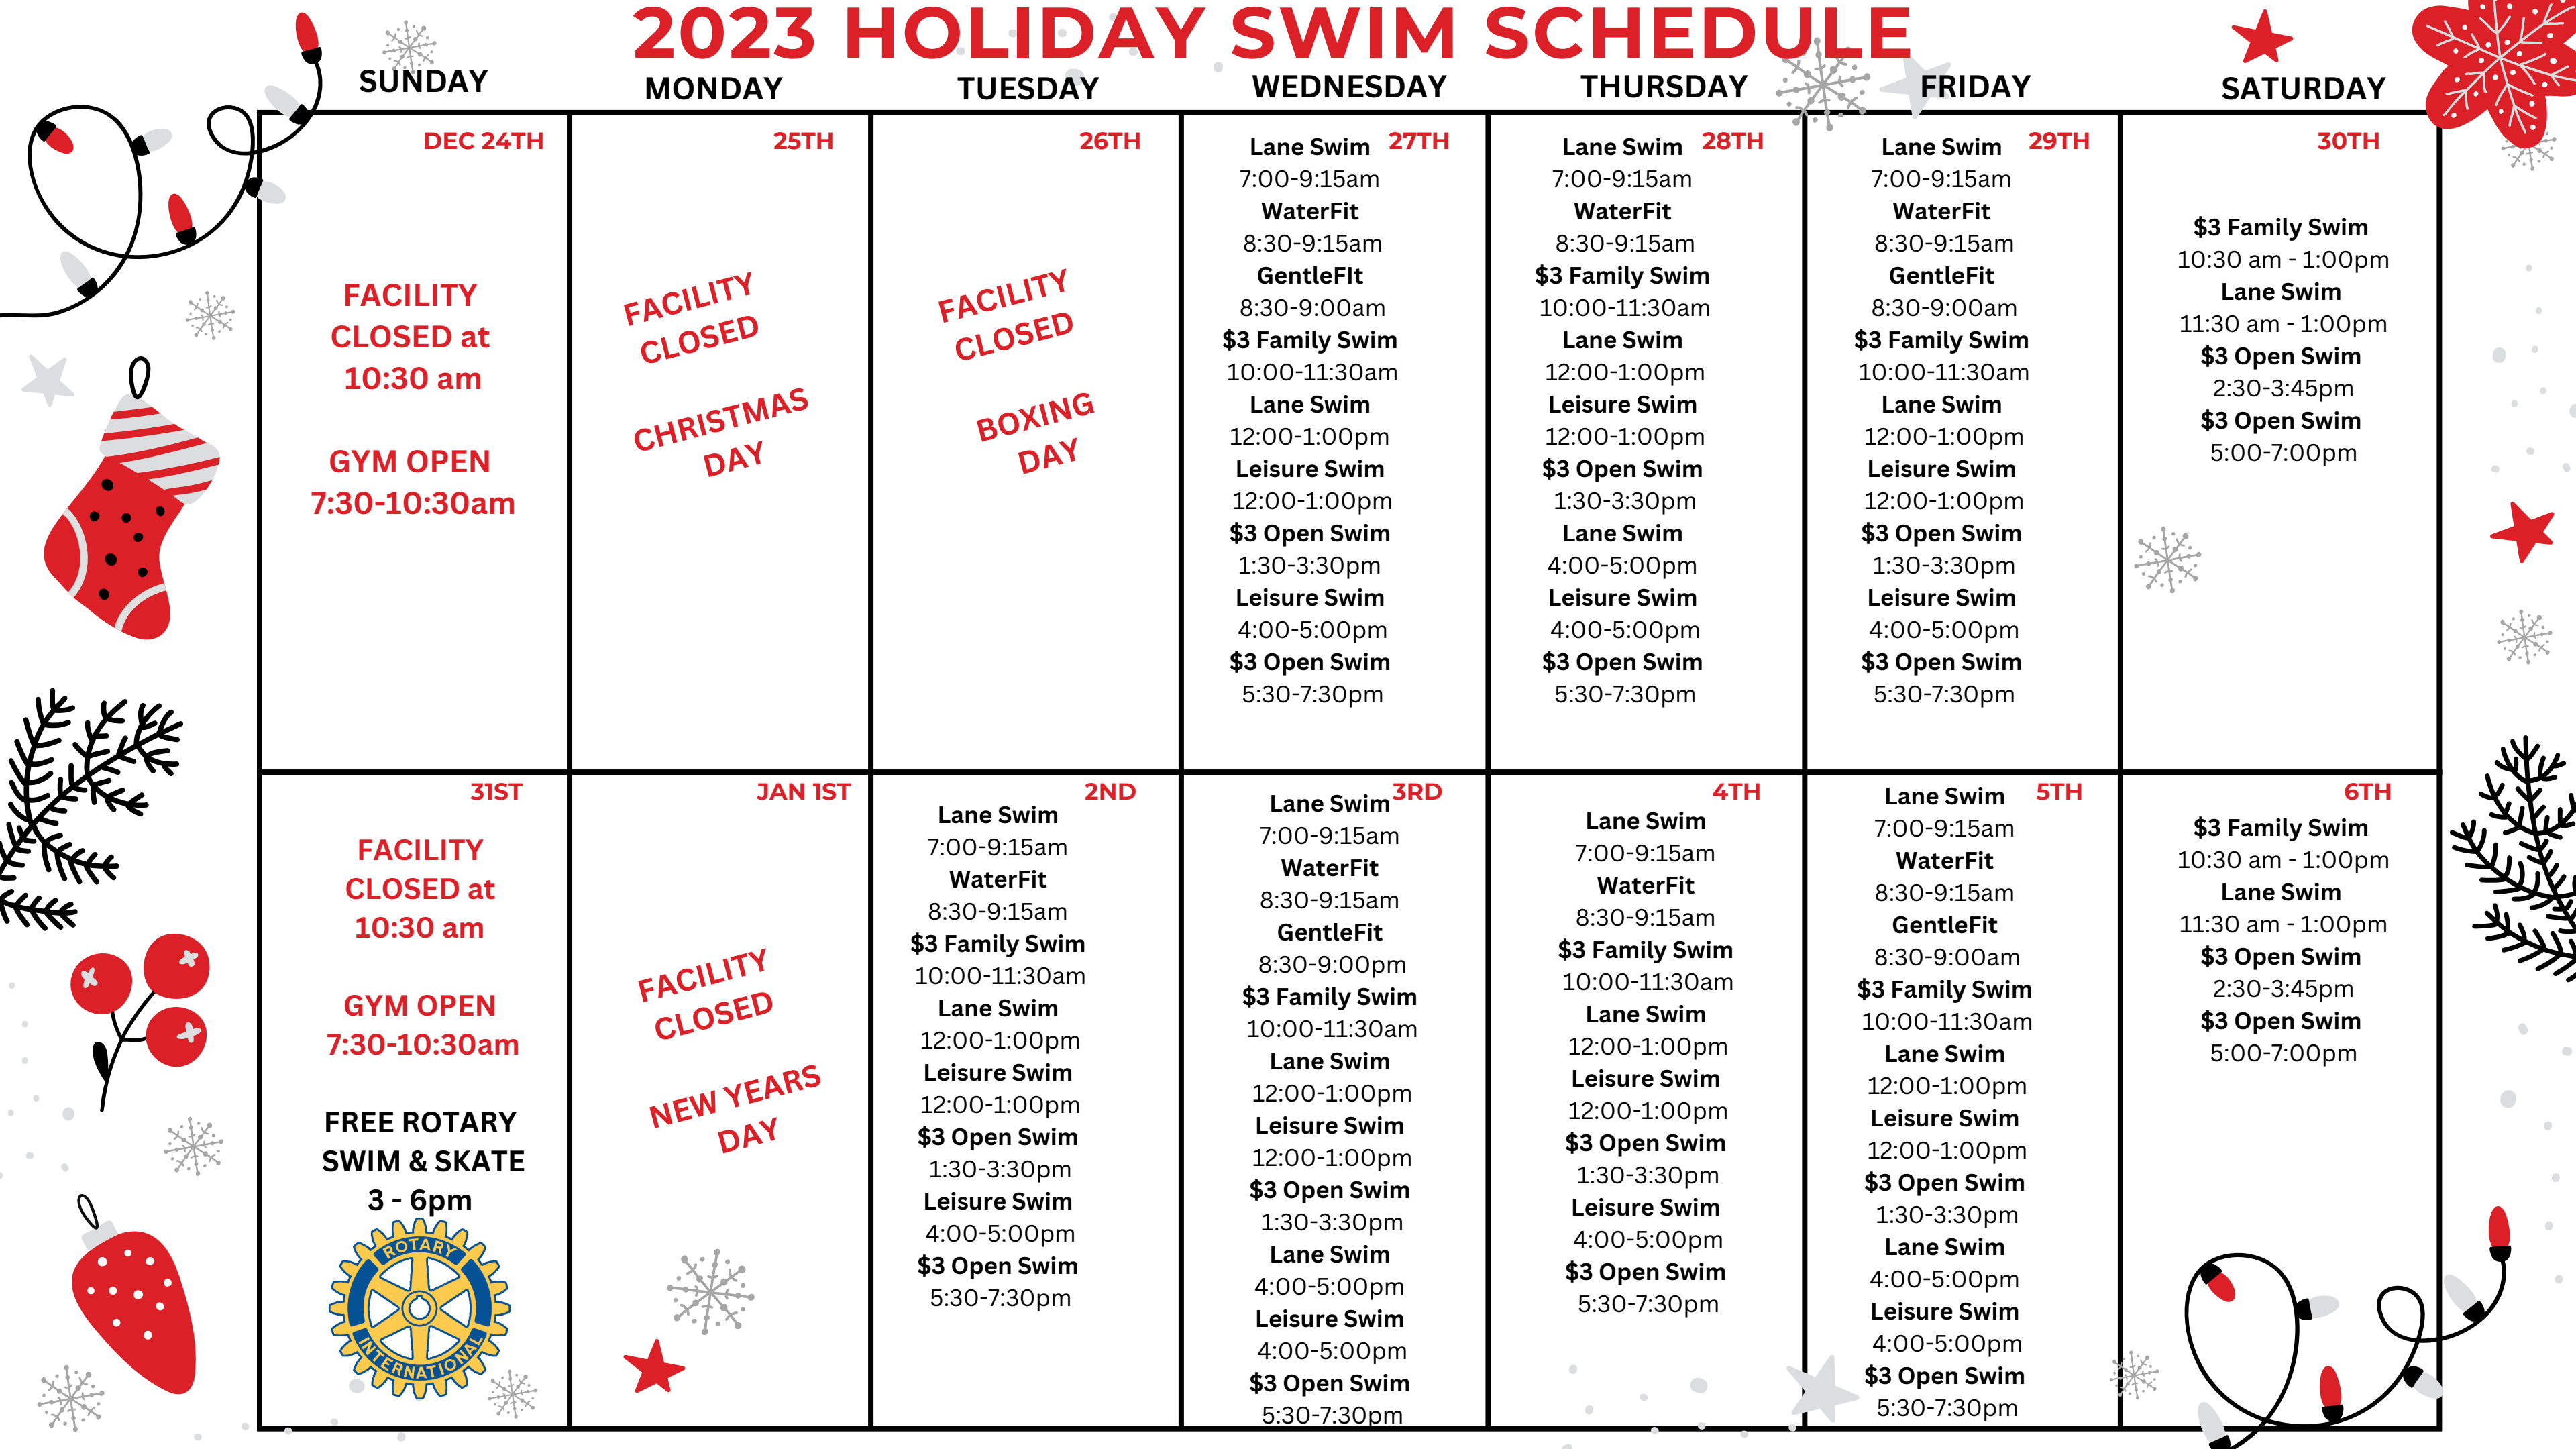 2023 HOLIDAY SWIM SCHEDULE
SUNDAY
MONDAY
TUESDAY
WEDNESDAY
THURSDAY
FRIDAY
SATURDAY
DEC 24TH
FACILITY
CLOSED at
10:30 am
GYM OPEN
7:30-10:30am
25TH
FACILITY
CLOSED
CHRISTMAS
DAY
26TH
FACILITY
CLOSED
BOXING
DAY
27TH
Lane Swim
7:00-9:15am
WaterFit
8:30-9:15am
GentleFIt
8:30-9:00am
$3 Family Swim
10:00-11:30am
Lane Swim
12:00-1:00pm
Leisure Swim
12:00-1:00pm
$3 Open Swim
1:30-3:30pm
Leisure Swim
4:00-5:00pm
$3 Open Swim
5:30-7:30pm
28TH
Lane Swim
7:00-9:15am
WaterFit
8:30-9:15am
$3 Family Swim
10:00-11:30am
Lane Swim
12:00-1:00pm
Leisure Swim
12:00-1:00pm
$3 Open Swim
1:30-3:30pm
Lane Swim
4:00-5:00pm
Leisure Swim
4:00-5:00pm
$3 Open Swim
5:30-7:30pm
29TH
Lane Swim
7:00-9:15am
WaterFit
8:30-9:15am
GentleFit
8:30-9:00am
$3 Family Swim
10:00-11:30am
Lane Swim
12:00-1:00pm
Leisure Swim
12:00-1:00pm
$3 Open Swim
1:30-3:30pm
Leisure Swim
4:00-5:00pm
$3 Open Swim
5:30-7:30pm
30TH
$3 Family Swim
10:30 am - 1:00pm
Lane Swim
11:30 am - 1:00pm
$3 Open Swim
2:30-3:45pm
$3 Open Swim
5:00-7:00pm
31ST
FACILITY
CLOSED at
10:30 am
GYM OPEN
7:30-10:30am
FREE ROTARY
SWIM & SKATE
3 - 6pm
ROTARY
INTERNATIONAL
JAN 1ST
FACILITY
CLOSED
NEW YEARS
DAY
2ND
Lane Swim
7:00-9:15am
WaterFit
8:30-9:15am
$3 Family Swim
10:00-11:30am
Lane Swim
12:00-1:00pm
Leisure Swim
12:00-1:00pm
$3 Open Swim
1:30-3:30pm
Leisure Swim
4:00-5:00pm
$3 Open Swim
5:30-7:30pm
3RD
Lane Swim
7:00-9:15am
WaterFit
8:30-9:15am
GentleFit
8:30-9:00pm
$3 Family Swim
10:00-11:30am
Lane Swim
12:00-1:00pm
Leisure Swim
12:00-1:00pm
$3 Open Swim
1:30-3:30pm
Lane Swim
4:00-5:00pm
Leisure Swim
4:00-5:00pm
$3 Open Swim
5:30-7:30pm
4TH
Lane Swim
7:00-9:15am
WaterFit
8:30-9:15am
$3 Family Swim
10:00-11:30am
Lane Swim
12:00-1:00pm
Leisure Swim
12:00-1:00pm
$3 Open Swim
1:30-3:30pm
Leisure Swim
4:00-5:00pm
$3 Open Swim
5:30-7:30pm
5TH
Lane Swim
7:00-9:15am
WaterFit
8:30-9:15am
GentleFit
8:30-9:00am
$3 Family Swim
10:00-11:30am
Lane Swim
12:00-1:00pm
Leisure Swim
12:00-1:00pm
$3 Open Swim
1:30-3:30pm
Lane Swim
4:00-5:00pm
Leisure Swim
4:00-5:00pm
$3 Open Swim
5:30-7:30pm
6TH
$3 Family Swim
10:30 am - 1:00pm
Lane Swim
11:30 am - 1:00pm
$3 Open Swim
2:30-3:45pm
$3 Open Swim
5:00-7:00pm